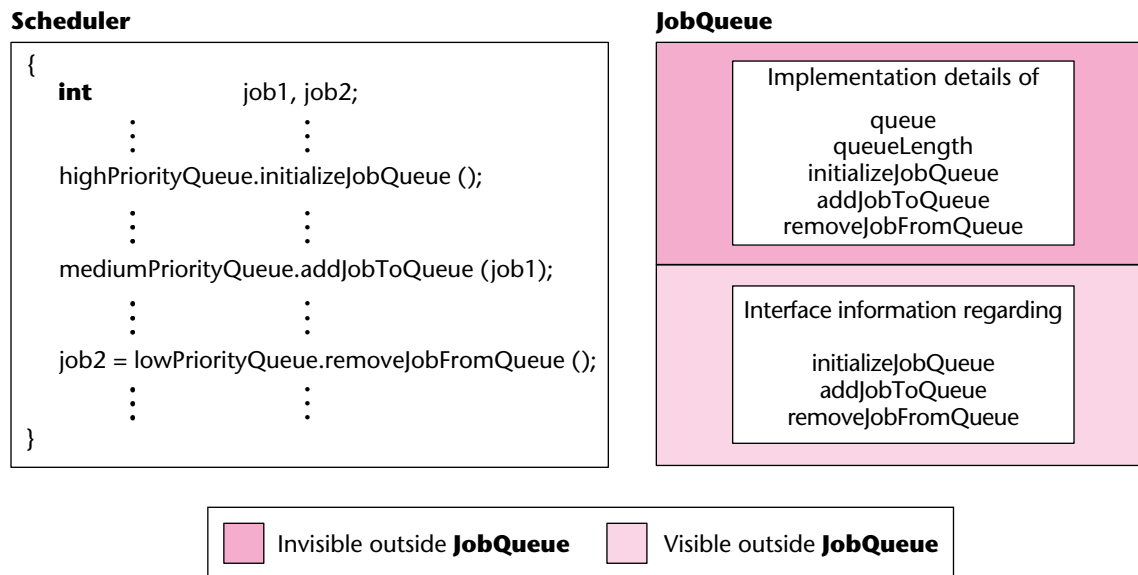 Scheduler
{
int job1, job2;
highPriorityQueue.initializeJobQueue ();
mediumPriorityQueue.addJobToQueue (job1);
job2 = lowPriorityQueue.removeJobFromQueue ();
}
JobQueue
Implementation details of
queue
queueLength
initializeJobQueue
addJobToQueue
removeJobFromQueue
Interface information regarding
initializeJobQueue
addJobToQueue
removeJobFromQueue
Invisible outside JobQueue
Visible outside JobQueue